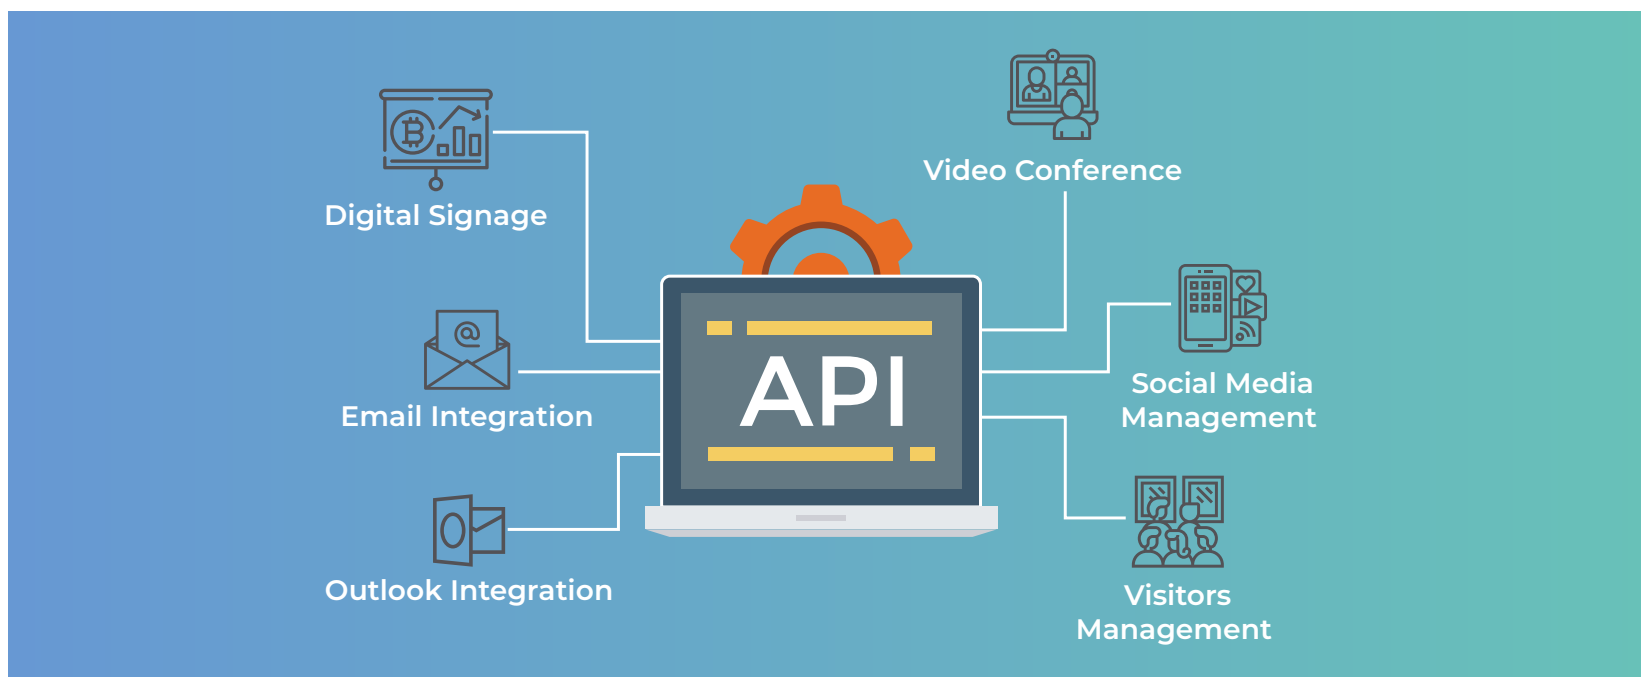 Digital Signage
Email Integration
Outlook Integration
API
Video Conference
Social Media
Management
Visitors
Management